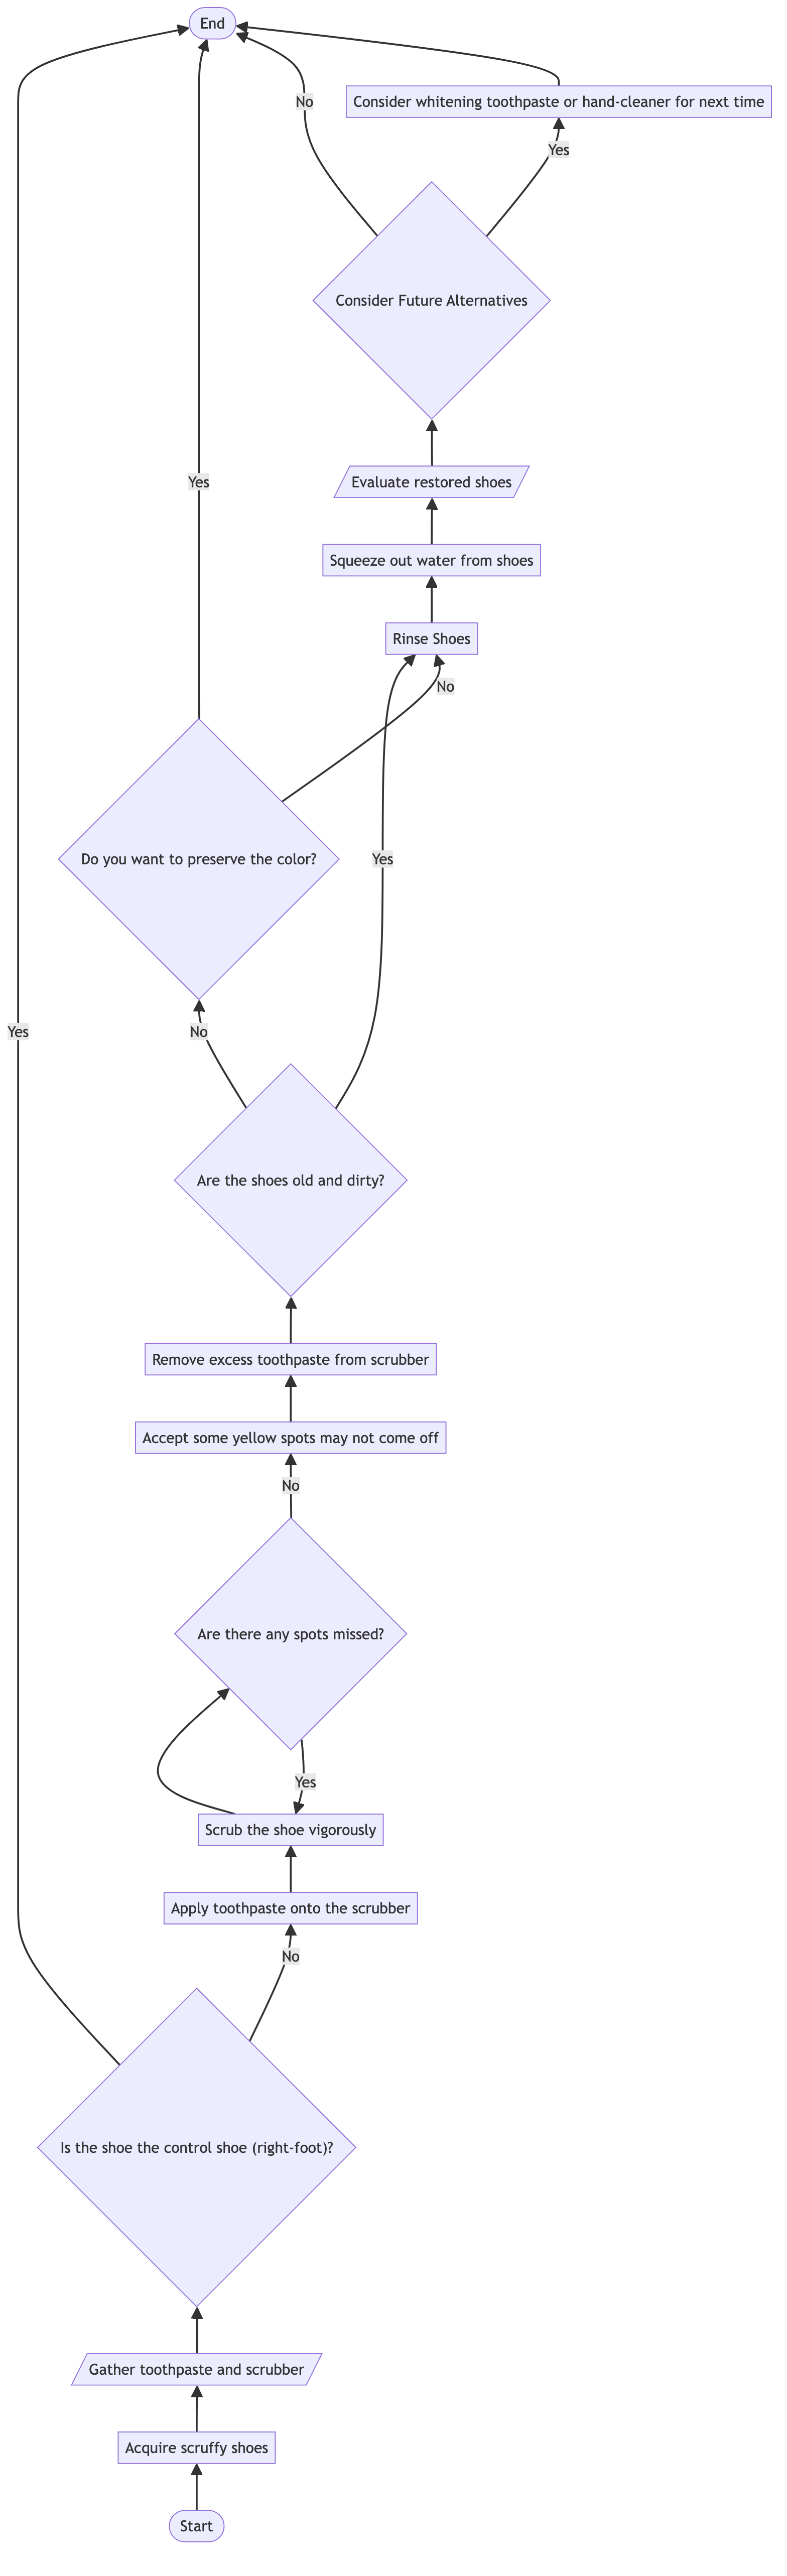 End
Consider whitening toothpaste or hand-cleaner for next time
No
Yes
Consider Future Alternatives
Evaluate restored shoes
Yes
Squeeze out water from shoes
Rinse Shoes
No
Do you want to preserve the color?
Yes
No
Yes
Are the shoes old and dirty?
Remove excess toothpaste from scrubber
Accept some yellow spots may not come off
No
Are there any spots missed?
Yes
Scrub the shoe vigorously
Apply toothpaste onto the scrubber
No
Is the shoe the control shoe (right-foot)?
Gather toothpaste and scrubber
Acquire scruffy shoes
Start